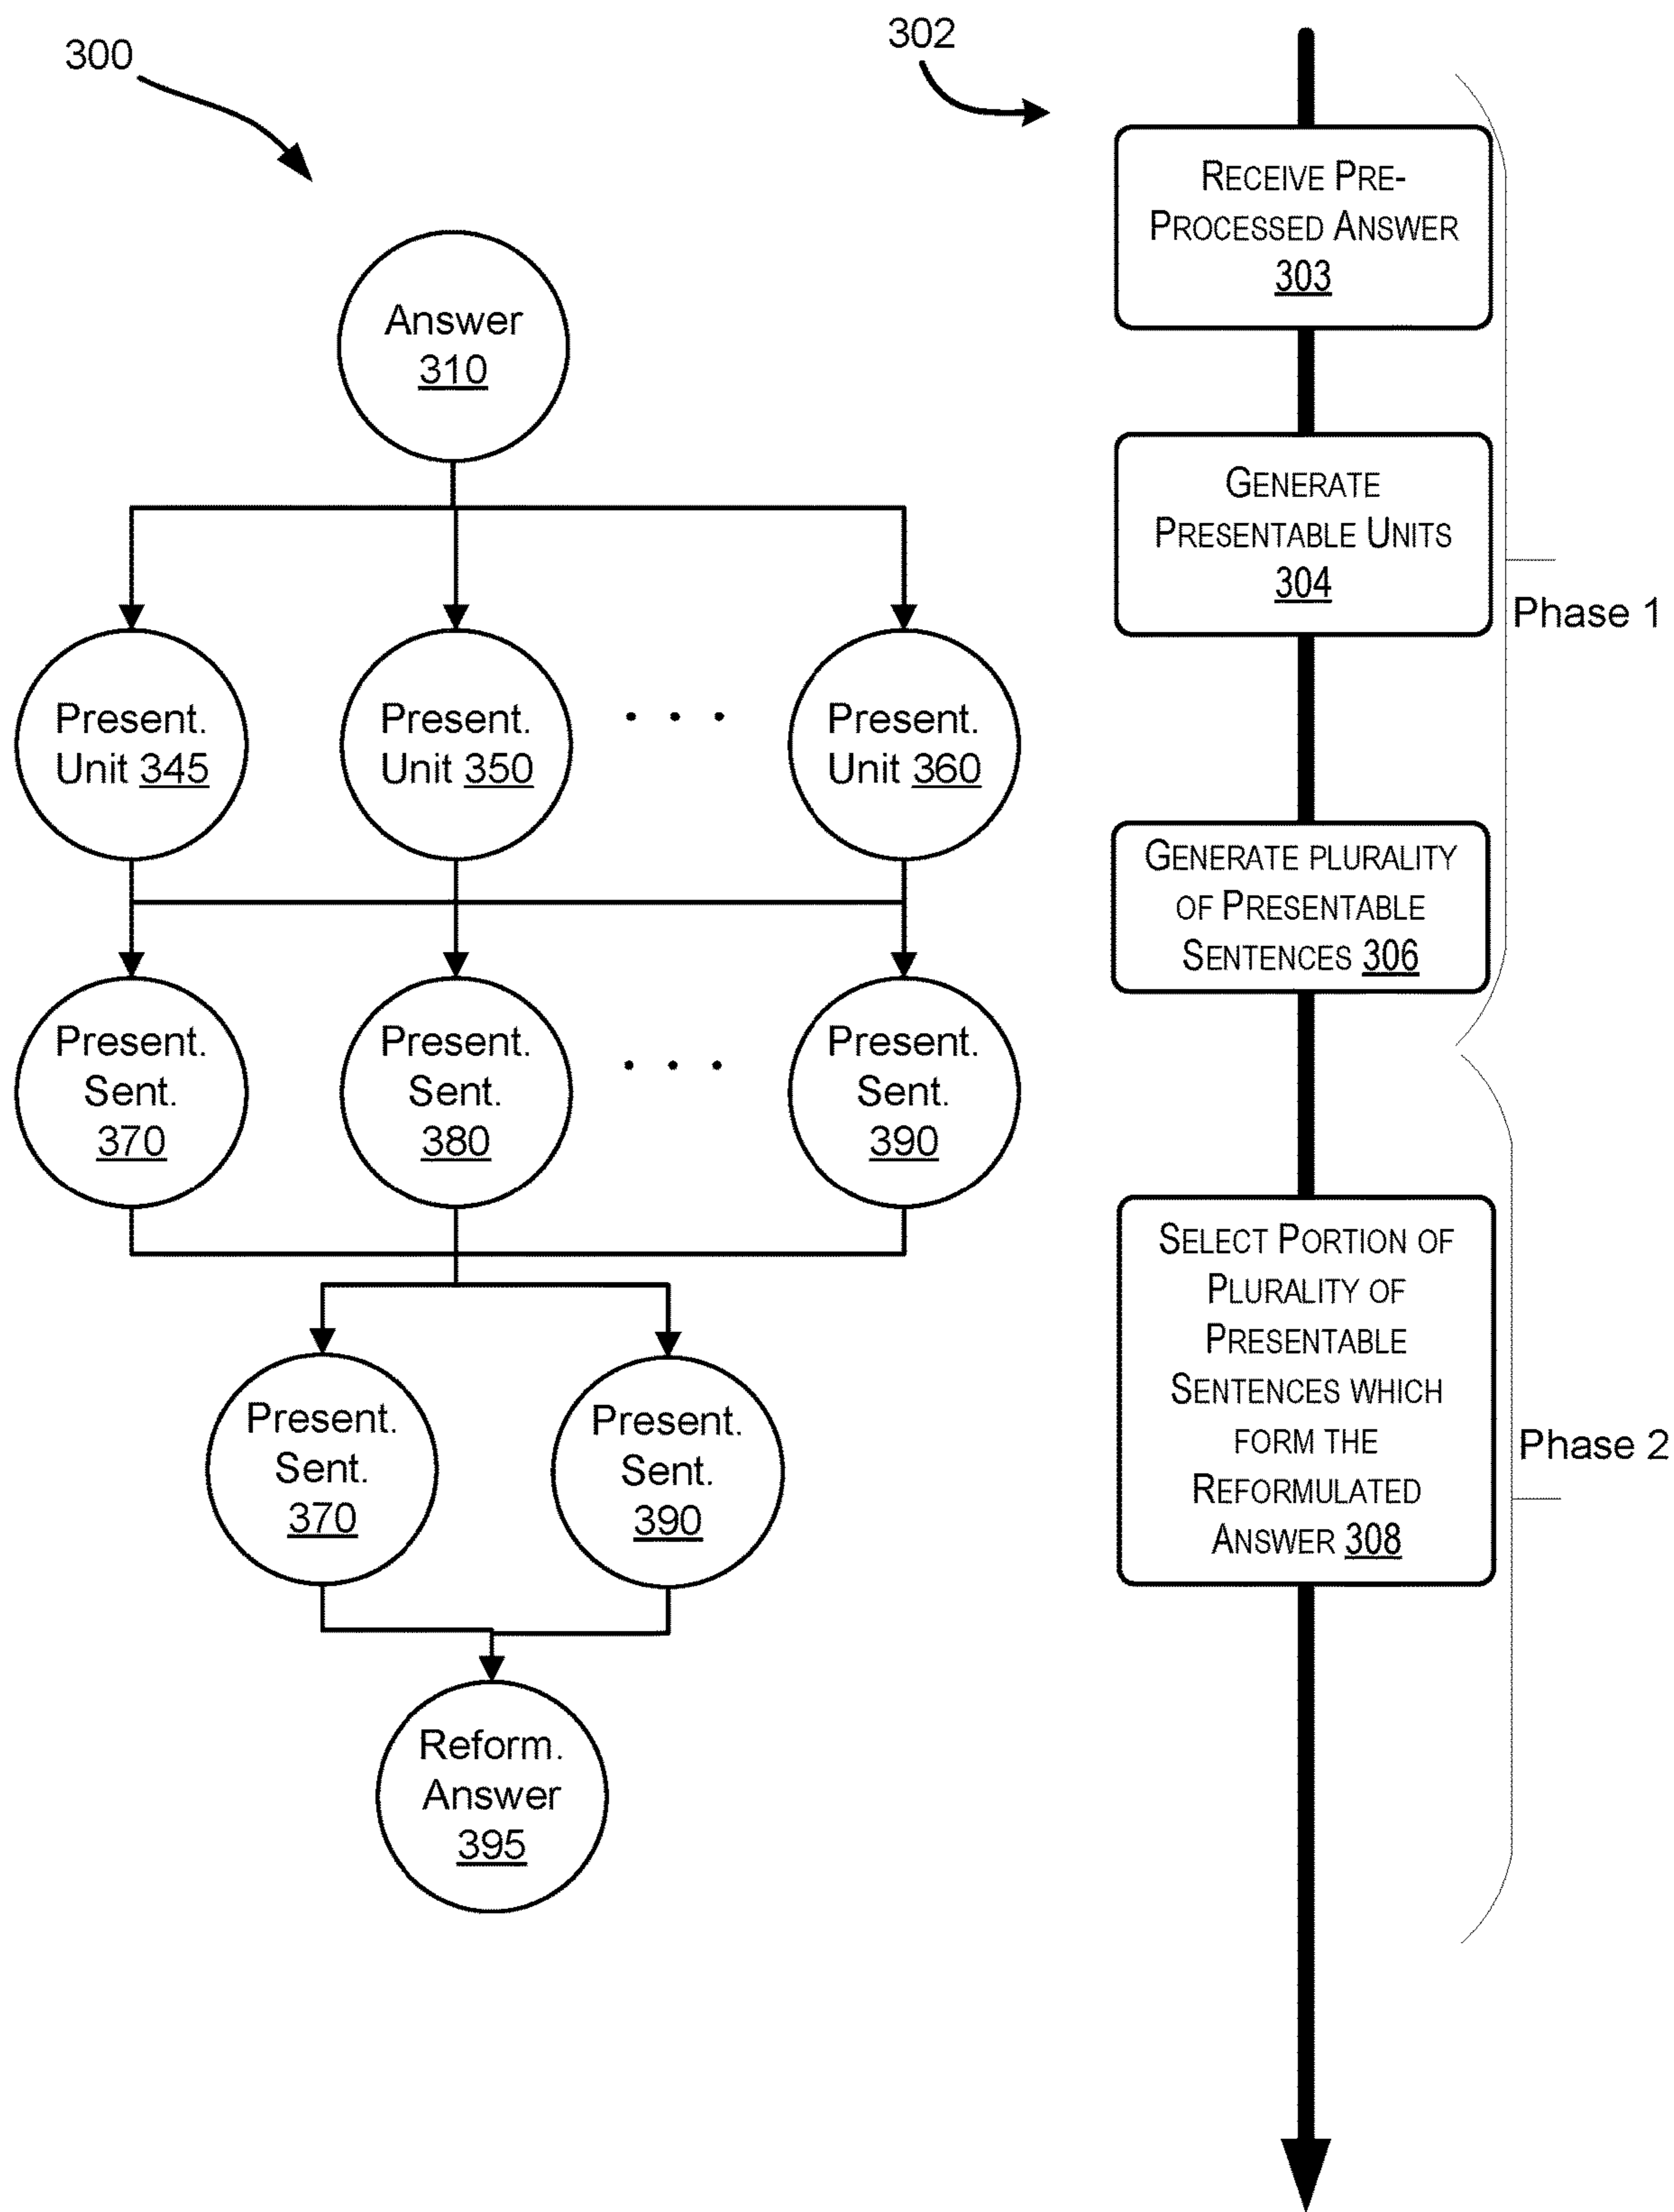 300
Answer
310
Present.
Unit 345
Present.
Unit 350
. . .
Present.
Unit 360
Present.
Sent.
370
Present.
Sent.
380
. . .
Present.
Sent.
390
Present.
Sent.
370
Present.
Sent.
390
Reform.
Answer
395
302
RECEIVE PRE-
PROCESSED ANSWER
303
GENERATE
PRESENTABLE UNITS
304
GENERATE PLURALITY
OF PRESENTABLE
SENTENCES 306
Phase 1
SELECT PORTION OF
PLURALITY OF
PRESENTABLE
SENTENCES WHICH
FORM THE
REFORMULATED
ANSWER 308
Phase 2